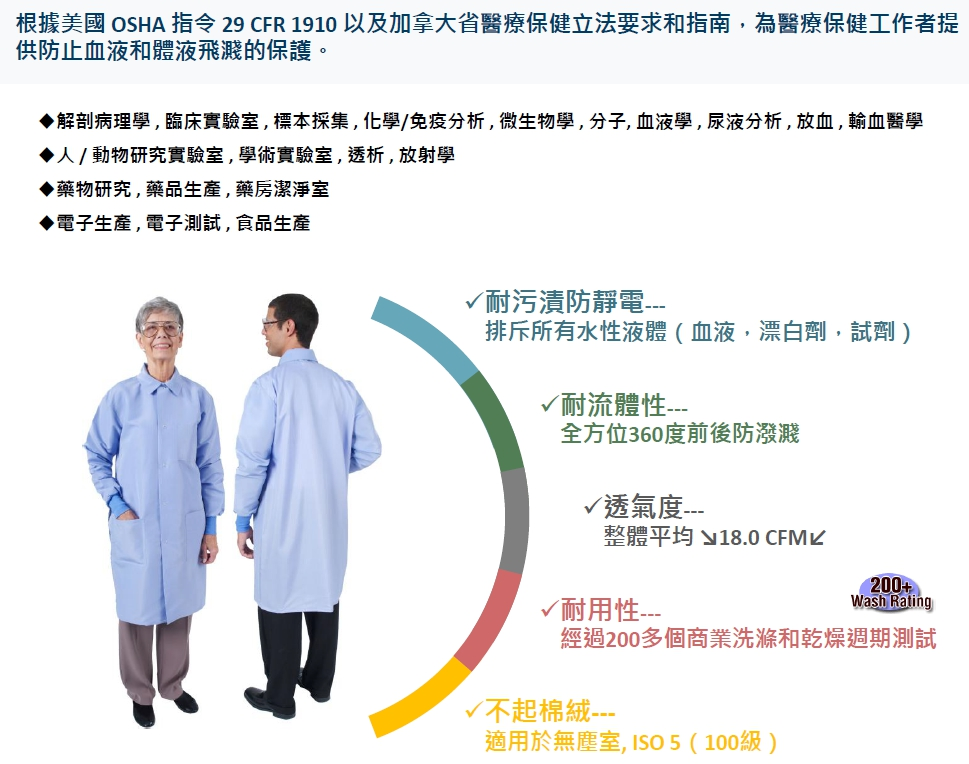 根據美國 OSHA 指令 29 CFR 1910 以及加拿大省醫療保健立法要求和指南，為醫療保健工作者提
供防止血液和體液飛濺的保護。
◆解剖病理學 , 臨床實驗室 , 標本採集 , 化學/免疫分析 , 微生物學 , 分子, 血液學 , 尿液分析 , 放血 , 輸血醫學
◆人 / 動物研究實驗室 , 學術實驗室 , 透析 , 放射學
◆藥物研究 , 藥品生產 , 藥房潔淨室
◆電子生產 , 電子測試 , 食品生產
✓耐污漬防靜電---
排斥所有水性液體（血液，漂白劑，試劑）
✓耐流體性---
全方位360度前後防潑濺
✓透氣度---
整體平均 ↘18.0 CFM↙
200+
Wash Rating
✓耐用性---
經過200多個商業洗滌和乾燥週期測試
✓不起棉絨---
適用於無塵室, ISO 5（100級）